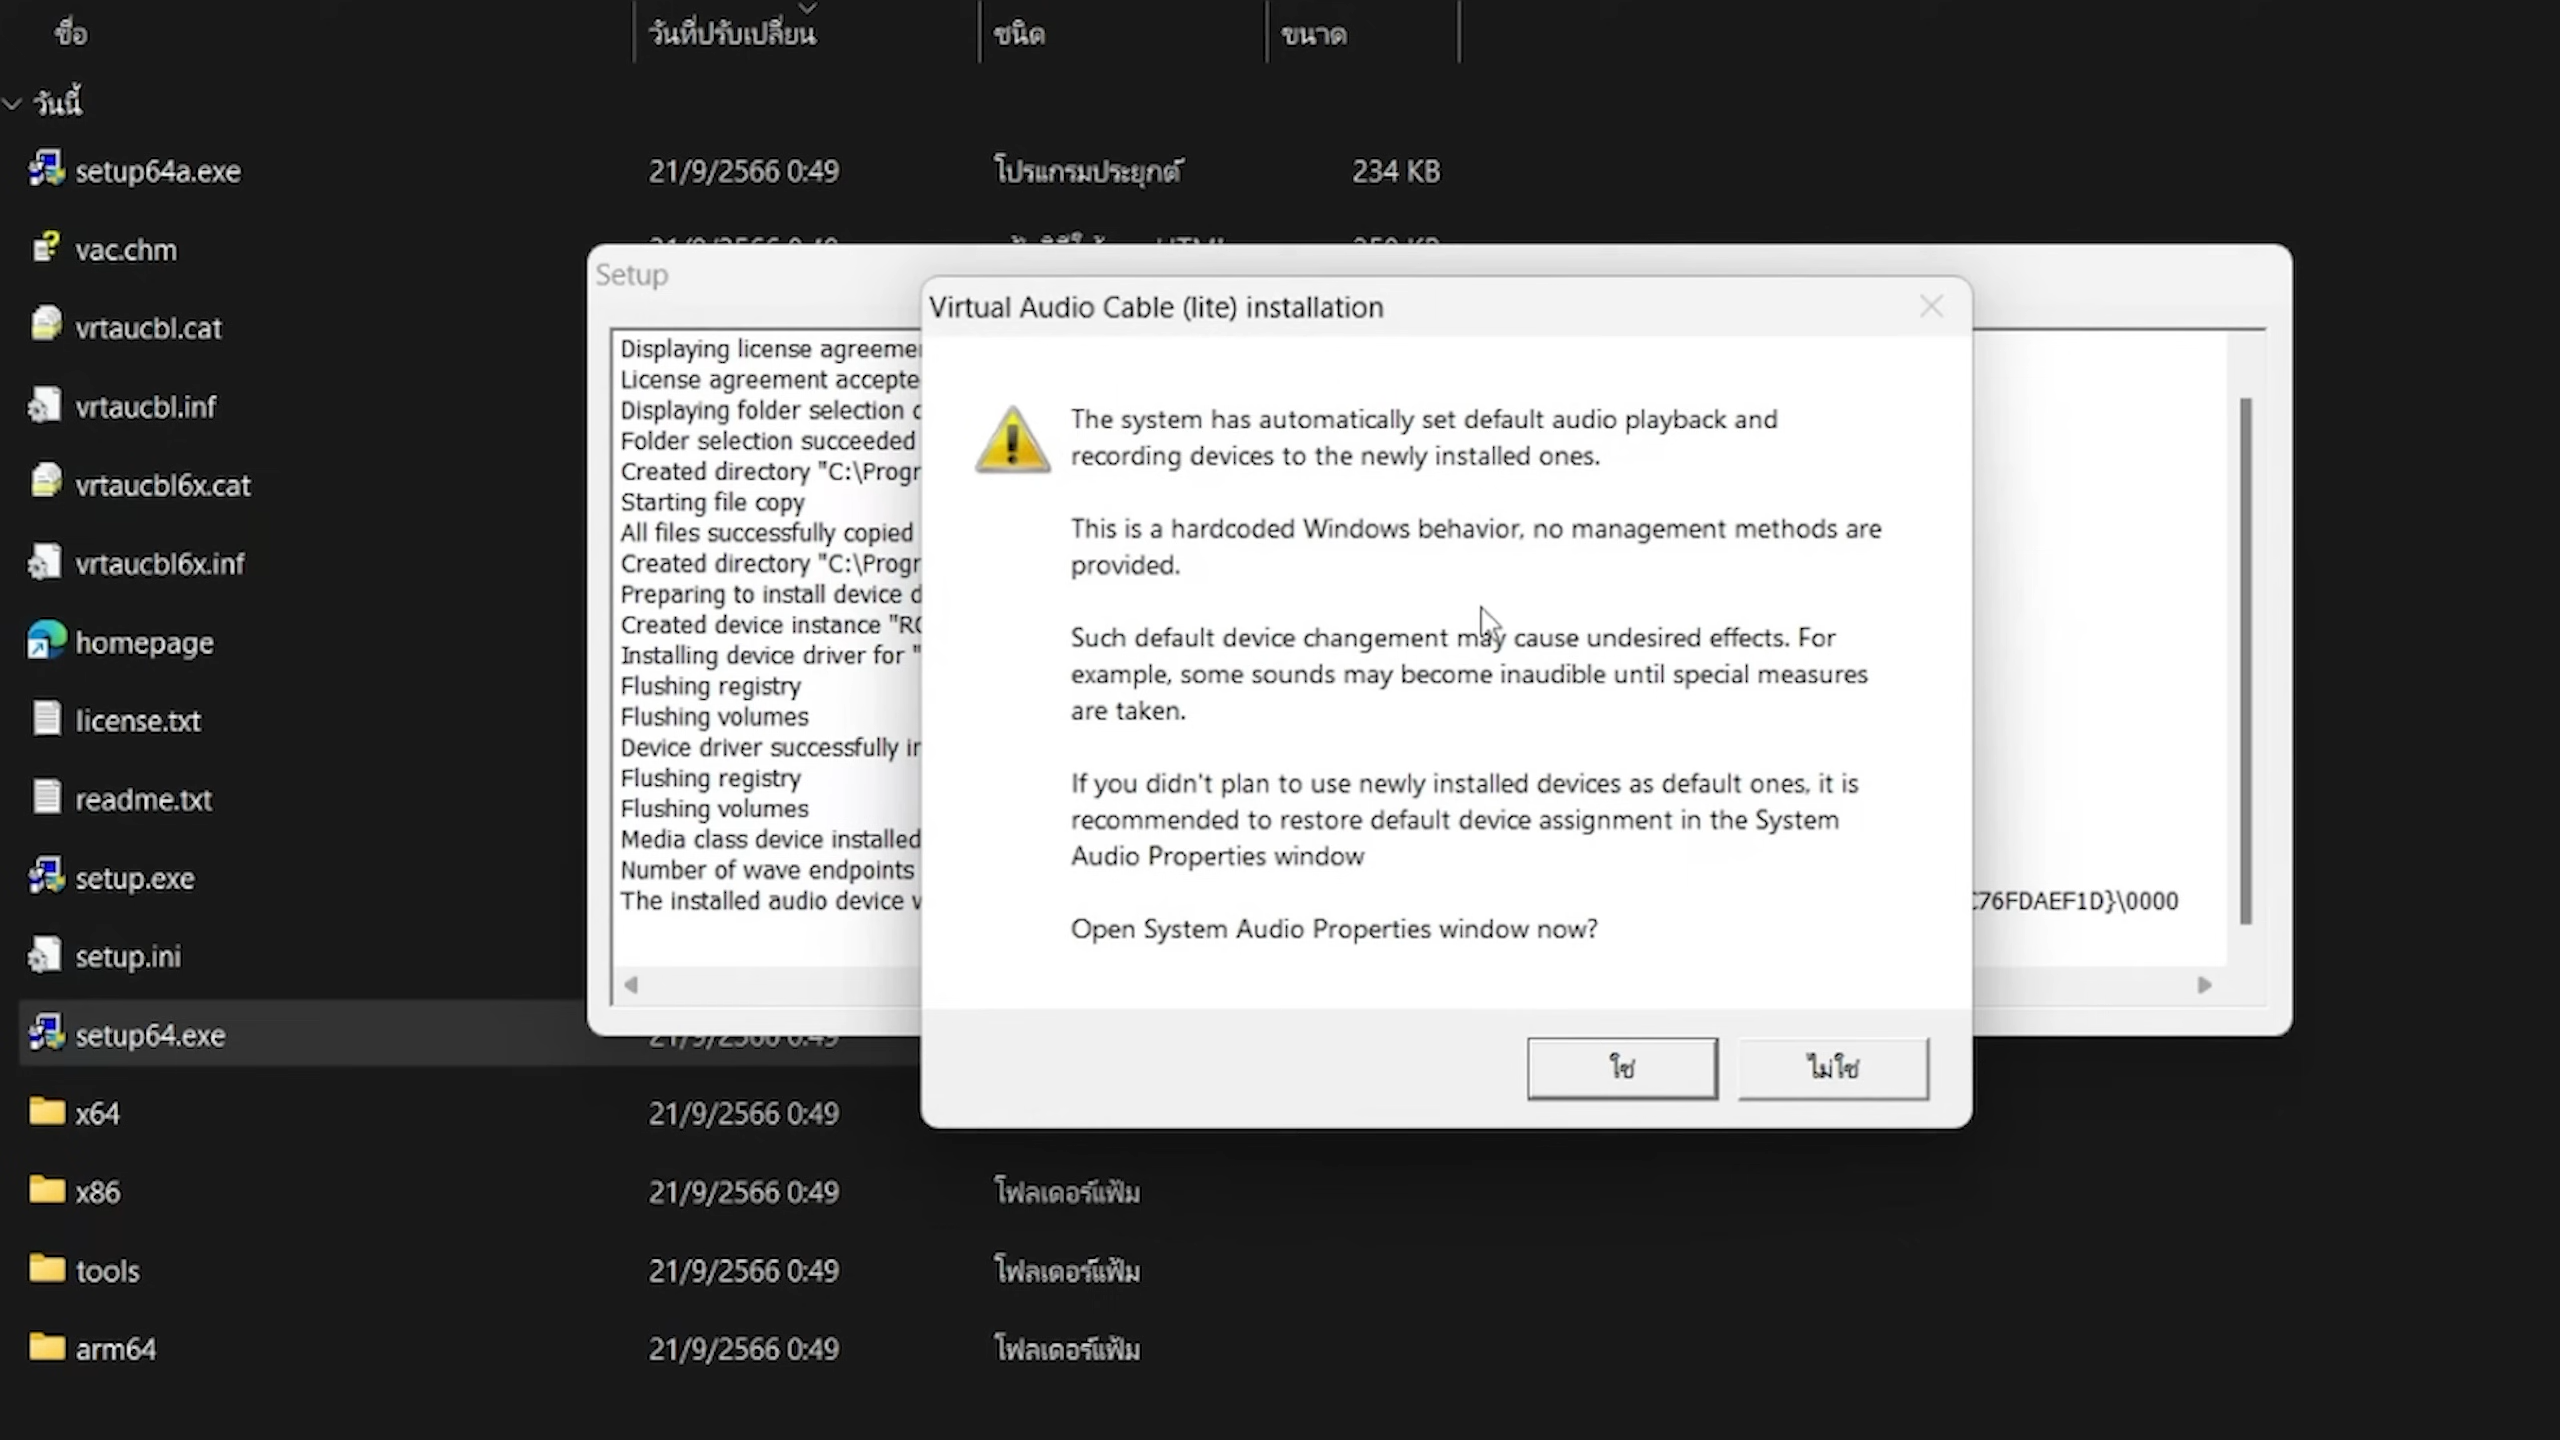 ชื่อ วันที่ปรับเปลี่ยน ชนิด ขนาด
วันนี้
setup64a.exe 21/9/2566 0:49 โปรแกรมประยุกต์ 234 KB
vac.chm
vrtaucbl.cat
vrtaucbl.inf
vrtaucbl6x.cat
vrtaucbl6x.inf
homepage
license.txt
readme.txt
setup.exe
setup.ini
setup64.exe 21/9/2566 0:49
x64 21/9/2566 0:49
x86 21/9/2566 0:49 โฟลเดอร์แฟ้ม
tools 21/9/2566 0:49 โฟลเดอร์แฟ้ม
arm64 21/9/2566 0:49 โฟลเดอร์แฟ้ม
Setup
Displaying license agreemen
License agreement accepte
Displaying folder selection
Folder selection succeeded
Created directory "C:\Progr
Starting file copy
All files successfully copied
Created directory "C:\Progr
Preparing to install device
Created device instance "RO
Installing device driver for "
Flushing registry
Flushing volumes
Device driver successfully in
Flushing registry
Flushing volumes
Media class device installed
Number of wave endpoints
The installed audio device C76FDAEF1D}\0000
Virtual Audio Cable (lite) installation
The system has automatically set default audio playback and
recording devices to the newly installed ones.
This is a hardcoded Windows behavior, no management methods are
provided.
Such default device changement may cause undesired effects. For
example, some sounds may become inaudible until special measures
are taken.
If you didn't plan to use newly installed devices as default ones, it is
recommended to restore default device assignment in the System
Audio Properties window
Open System Audio Properties window now?
ใช่ ไม่ใช่